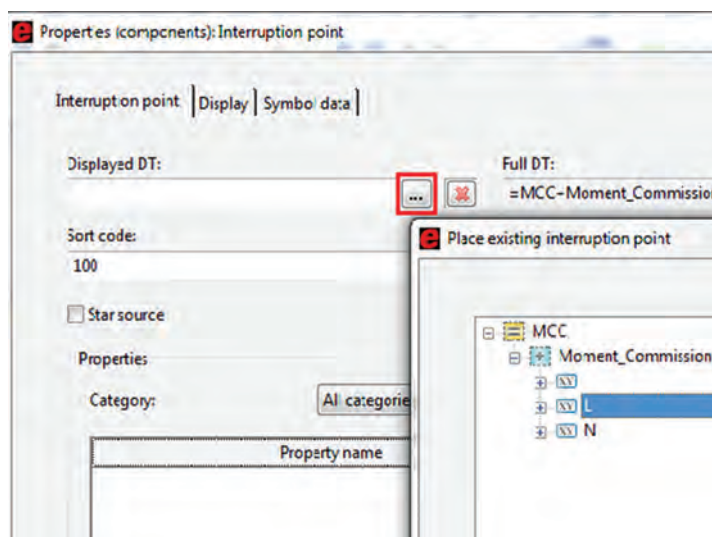 Properties (components): Interruption point
Interruption point Display Symbol data
Displayed DT: Full DT:
... =MCC+Moment_Commission
Sort code: Place existing interruption point
100
Star source MCC
Properties Moment_Commission
Category: All categorie L
N
Property name